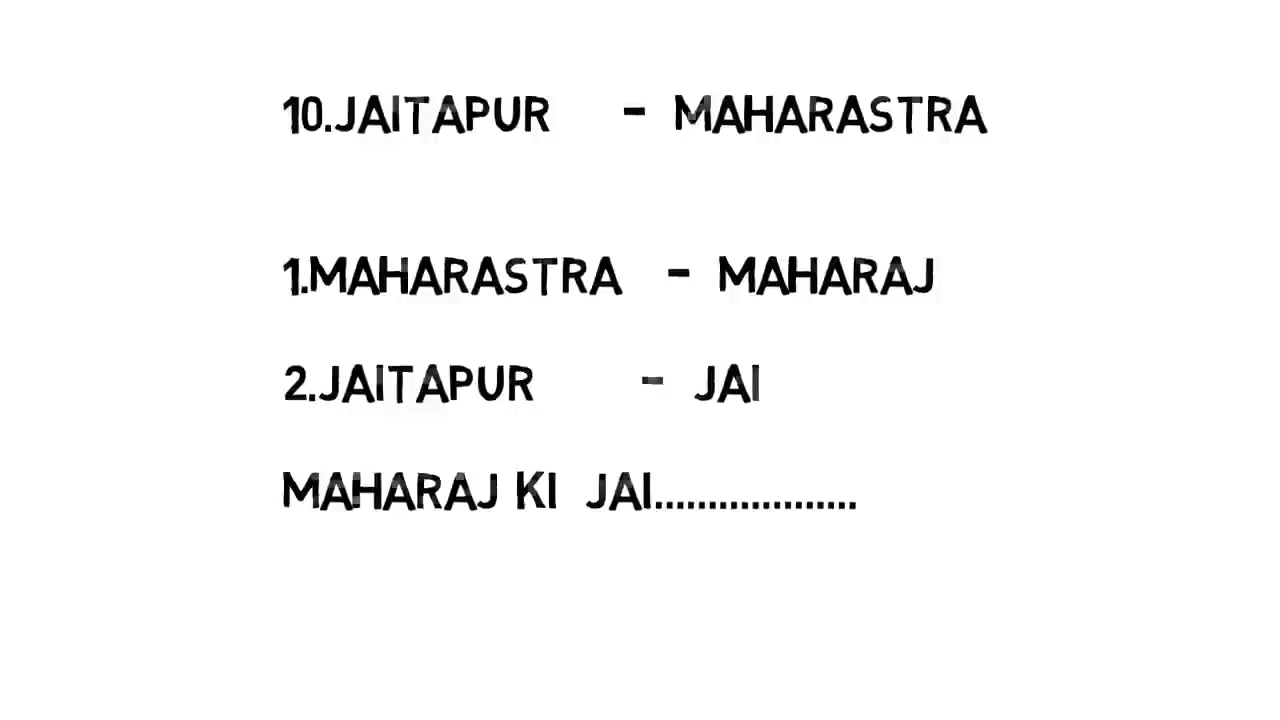 10.JAITAPUR - MAHARASTRA
1.MAHARASTRA - MAHARAJ
2.JAITAPUR - JAI
MAHARAJ KI JAI...................